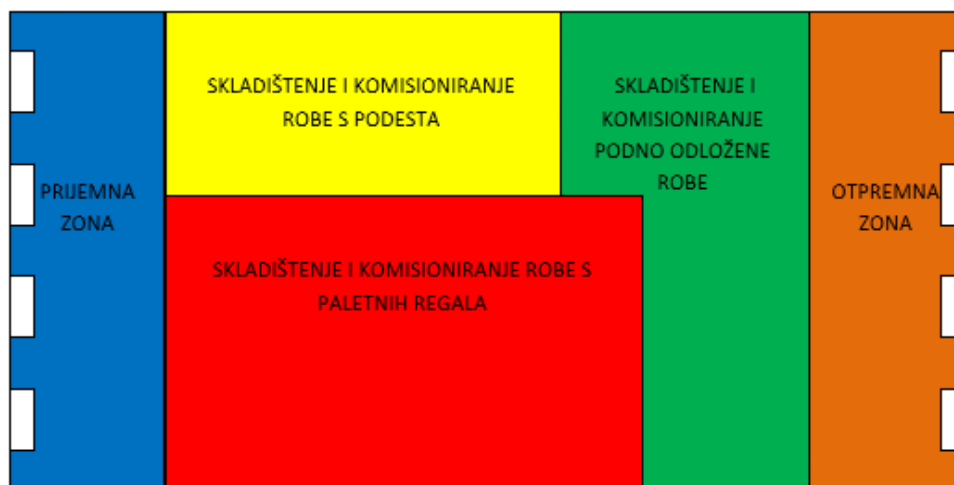 PRIJEMNA
ZONA
SKLADIŠTENJE I KOMISIONIRANJE
ROBE S PODESTA
SKLADIŠTENJE I KOMISIONIRANJE ROBE S
PALETNIH REGALA
SKLADIŠTENJE I
KOMISIONIRANJE
PODNO ODLOŽENE
ROBE
OTPREMNA
ZONA